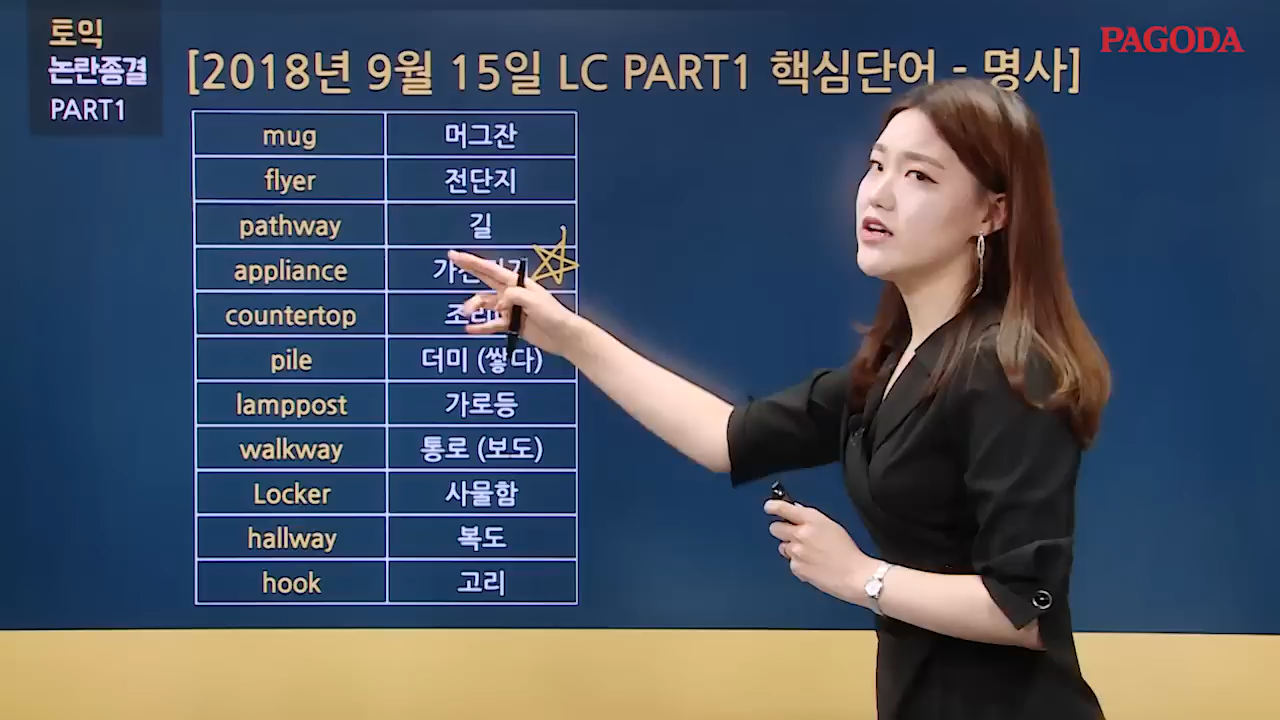 토익
논란종결
PART1
PAGODA
[2018년 9월 15일 LC PART1 핵심단어 - 명사]
mug 머그잔
flyer 전단지
pathway 길
appliance
countertop
pile 더미 (쌓다)
lamppost 가로등
walkway 통로 (보도)
Locker 사물함
hallway 복도
hook 고리